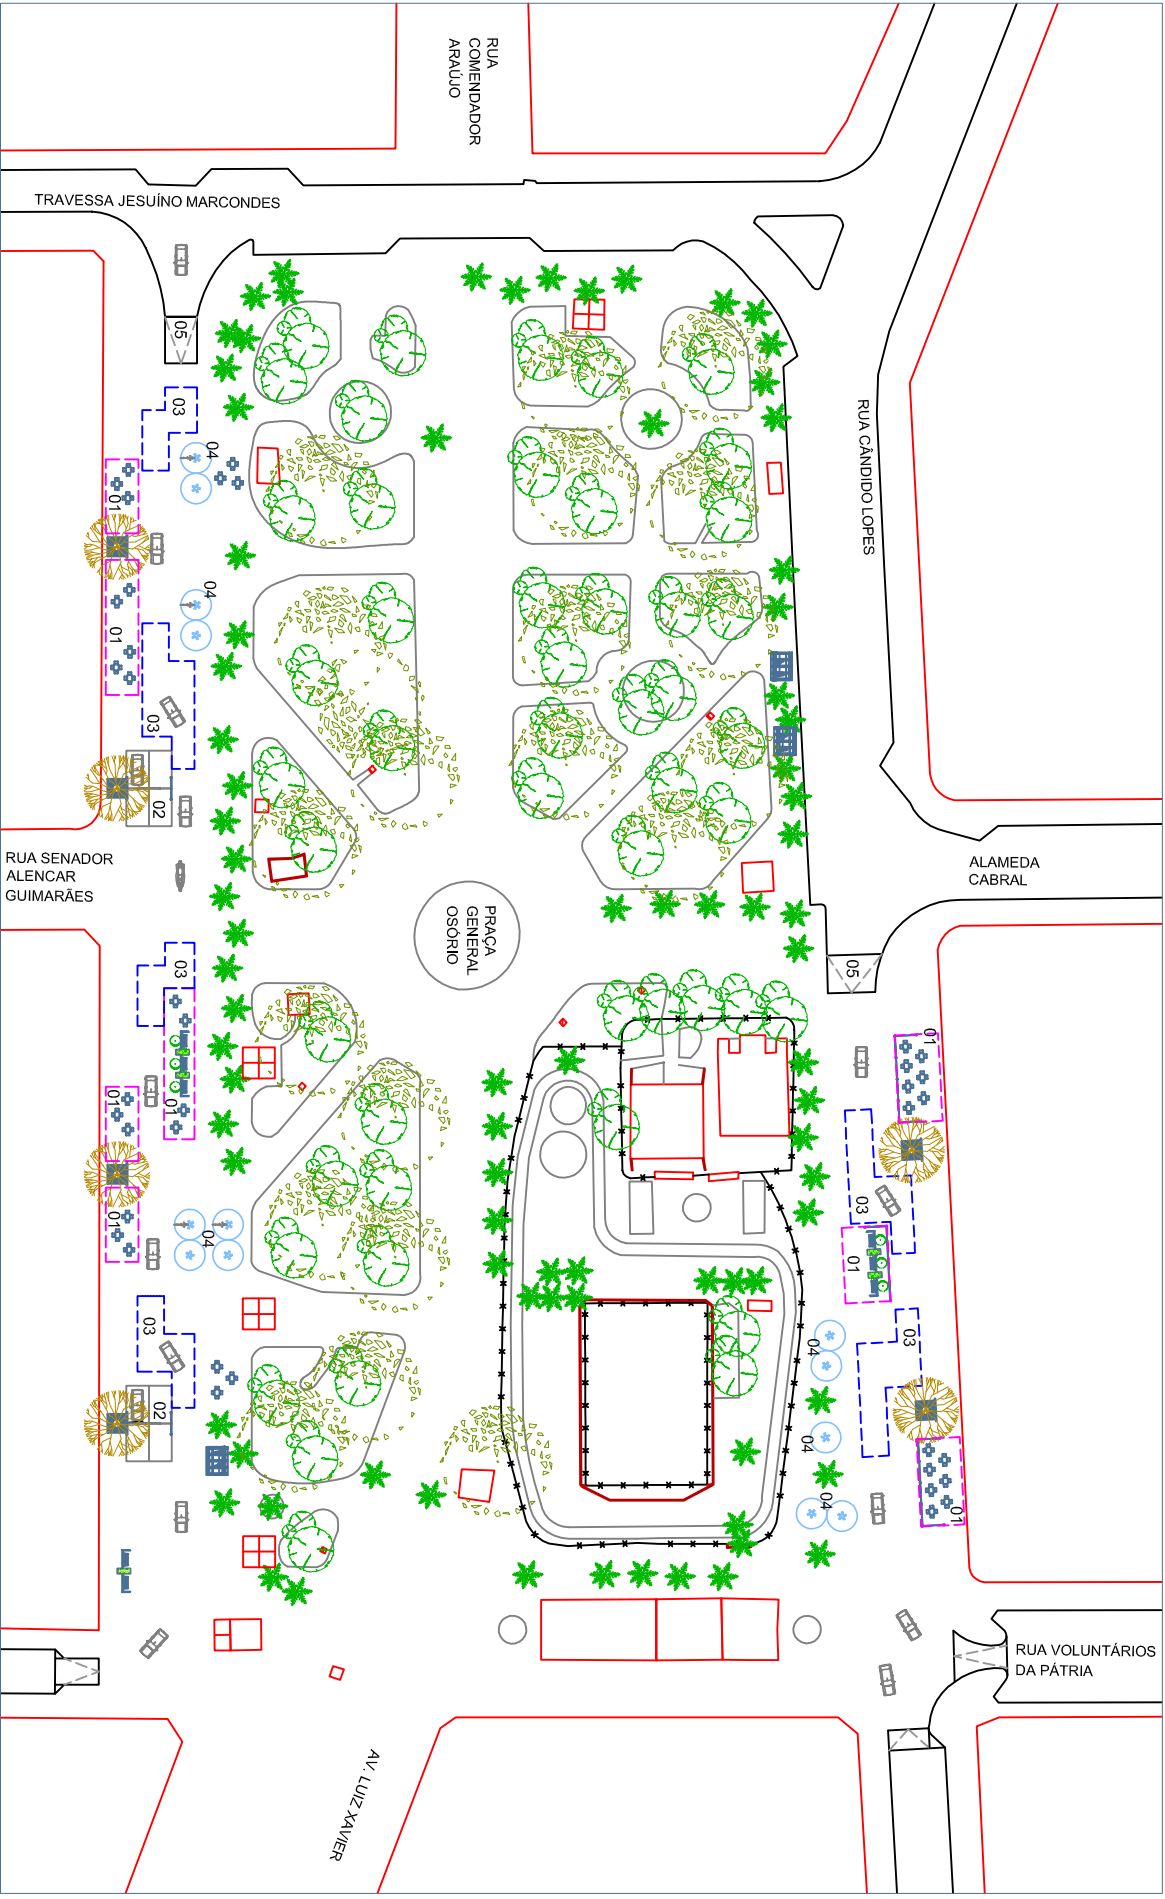 RUA
COMENDADOR
ARAÚJO
TRAVESSA JESUÍNO MARCONDES
05
03
04
01
RUA CÂNDIDO LOPES
04
01
03
02
RUA SENADOR
ALENCAR
GUIMARÃES
ALAMEDA
CABRAL
PRAÇA
GENERAL
OSÓRIO
03
05
01
01
01
03
01
04
01
03
03
04
02
04
04
01
RUA VOLUNTÁRIOS
DA PÁTRIA
AV. LUIZ XAVIER